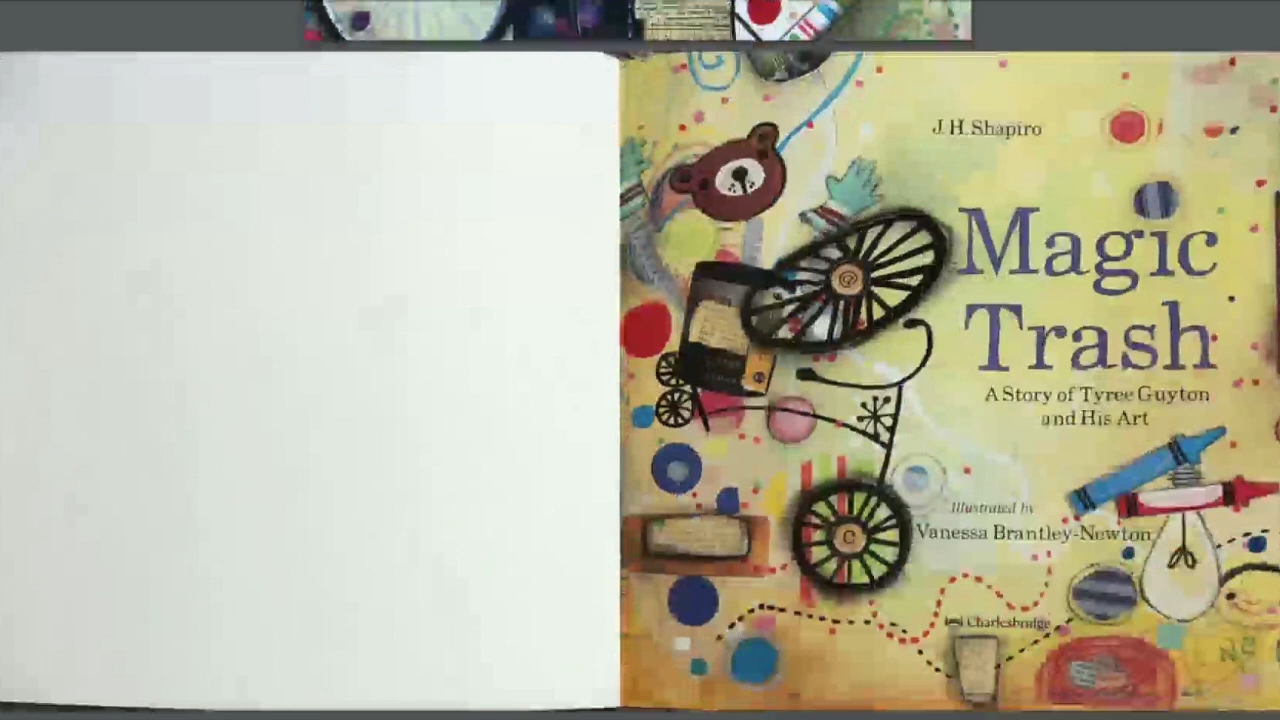 J. H. Shapiro
Magic
Trash
A Story of Tyree Guyton
and His Art
Illustrated by
Vanessa Brantley-Newton
Charlesbridge